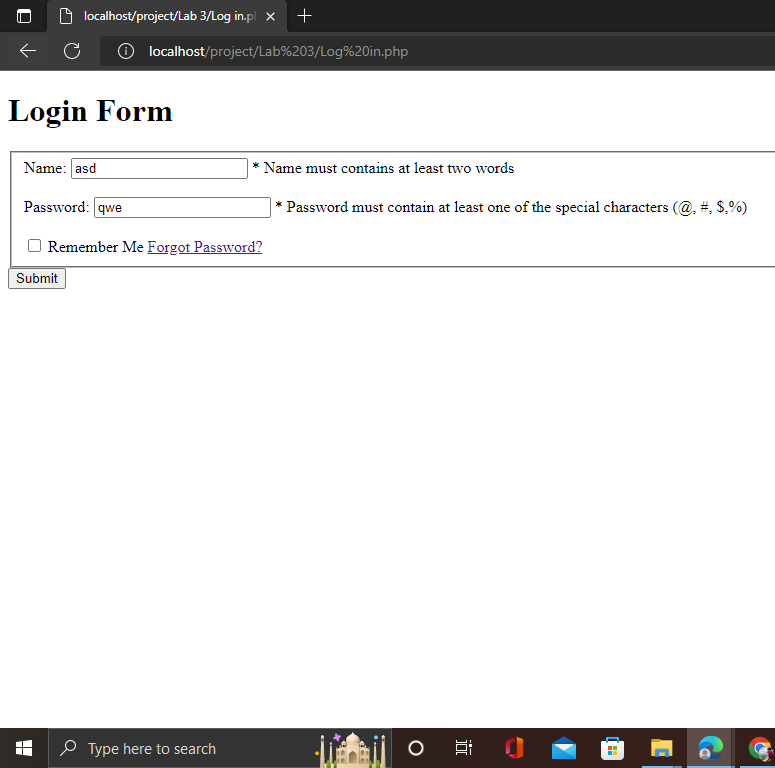 localhost/project/Lab 3/Log in.p
localhost/project/Lab%203/Log%20in.php
Login Form
Name: asd * Name must contains at least two words
Password: qwe * Password must contain at least one of the special characters (@, #, $,%)
Remember Me Forgot Password?
Submit
Type here to search